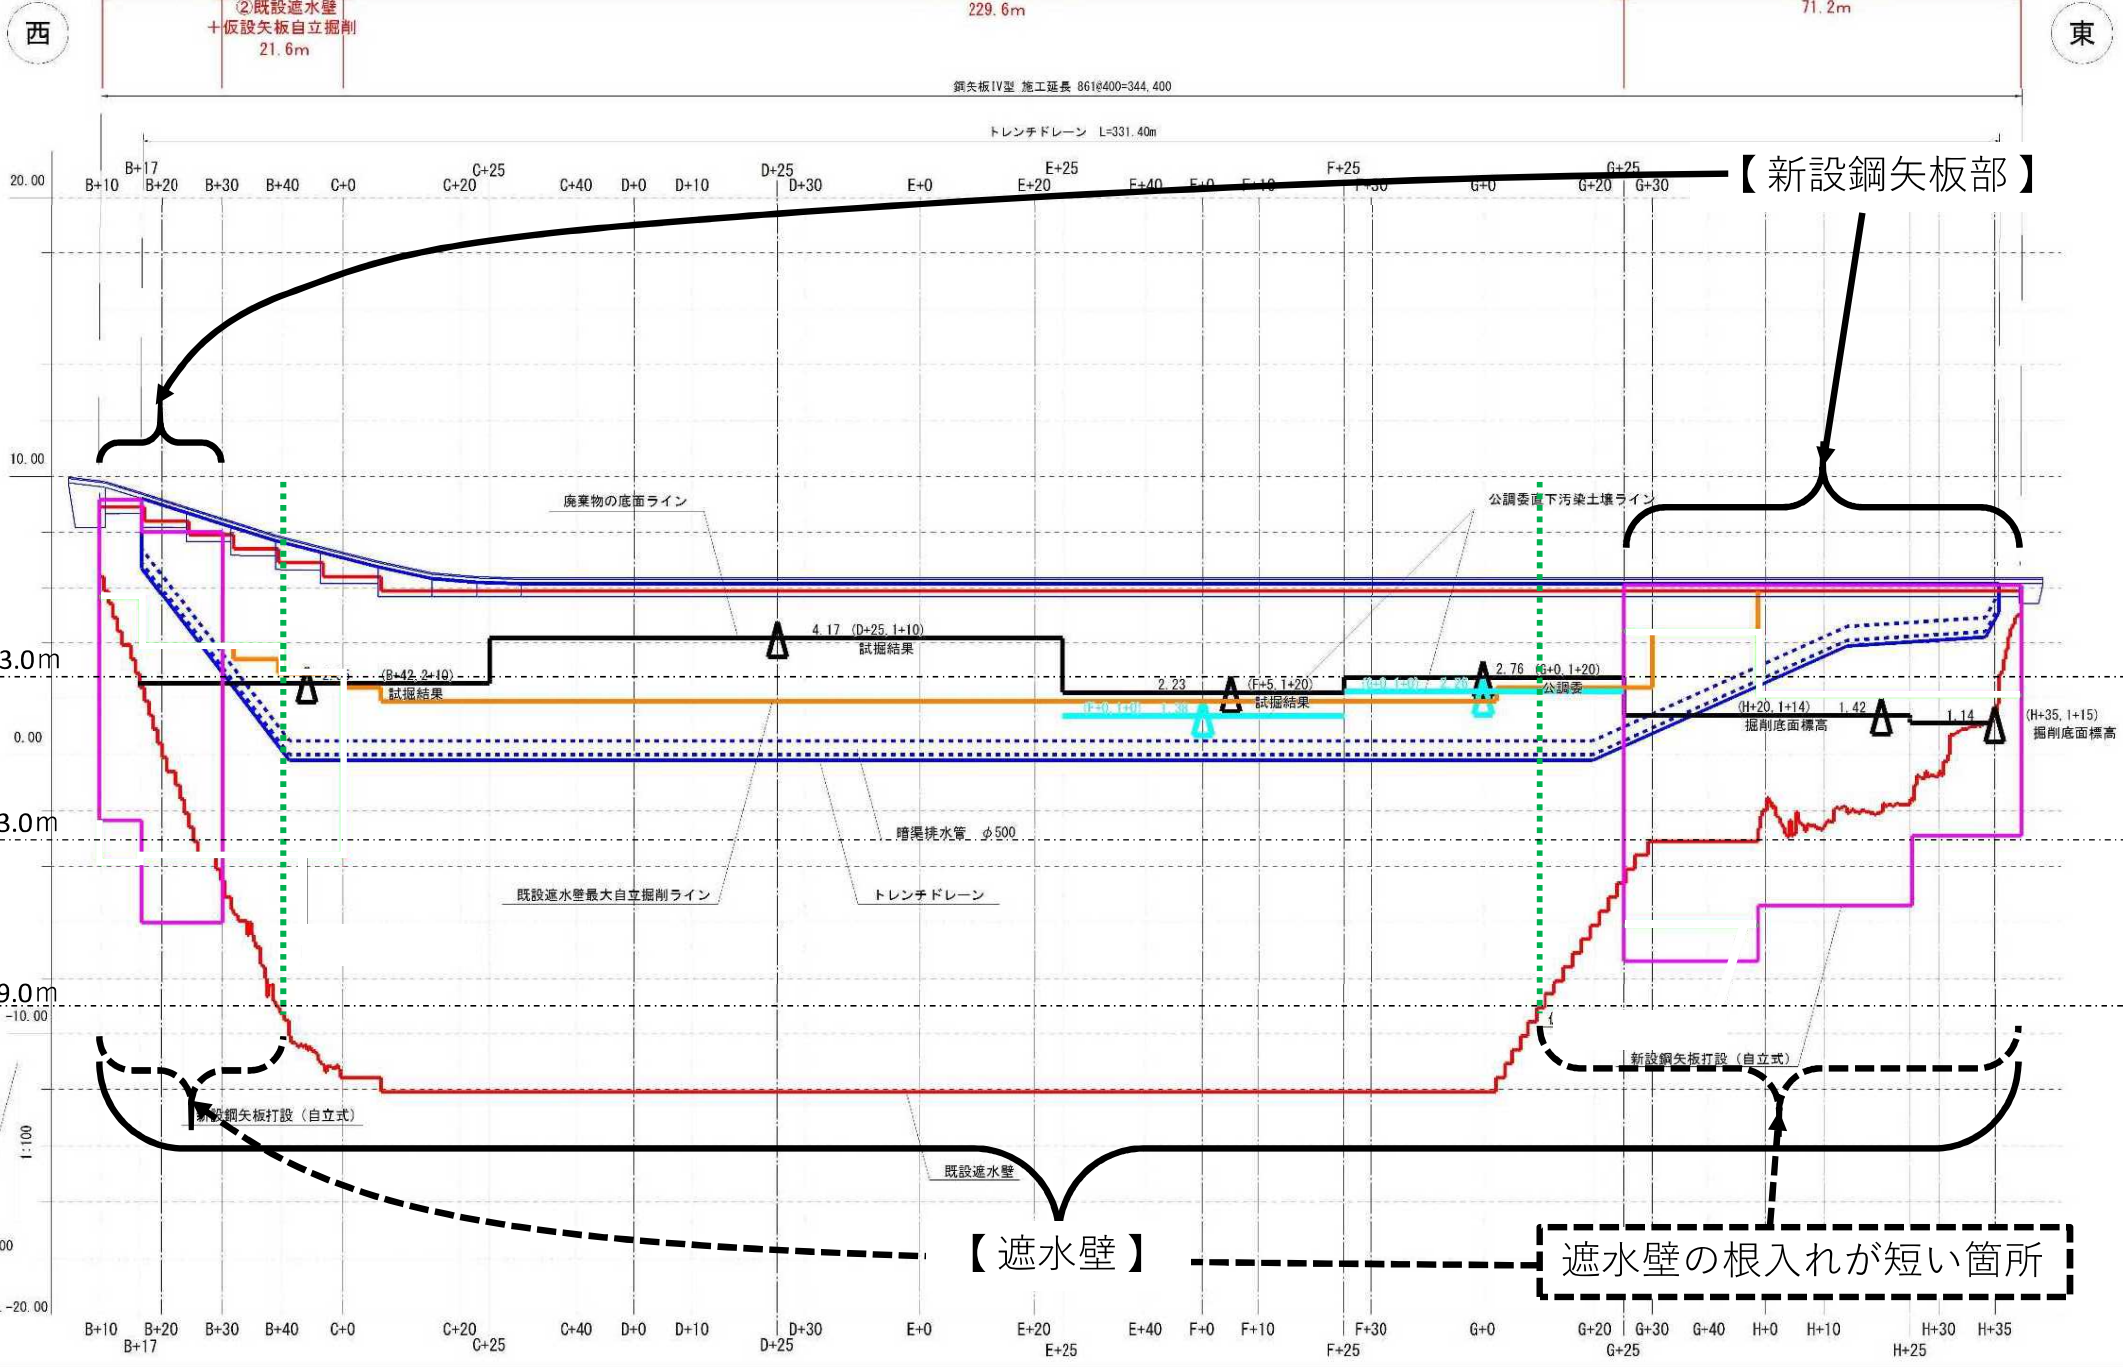 西
②既設遮水壁
+仮設矢板自立掘削
21.6m
229.6m
71.2m
東
鋼矢板IV型 施工延長 861@400=344,400
トレンチドレーン L=331.40m
B+17
C+25
D+25
E+25
F+25
G+25
20.00
B+10 B+20 B+30 B+40 C+0 C+20 C+40 D+0 D+10 D+30 E+0 E+20 E+40 F+0 F+10 F+30 G+0 G+20 G+30
【新設鋼矢板部】
10.00
廃棄物の底面ライン
公調委直下汚染土壌ライン
4.17 (D+25,1+10)
試掘結果
3.0m
(B+42,2+10)
試掘結果
2.23 (F+5,1+20)
試掘結果
2.76 (G+0,1+20)
公調委
(F+0,1+0) 1.38
(H+20,1+14) 1.42
掘削底面標高
1.14 (H+35,1+15)
掘削底面標高
0.00
3.0m
暗渠排水管 φ500
既設遮水壁最大自立掘削ライン
トレンチドレーン
9.0m
-10.00
新設鋼矢板打設(自立式)
新設鋼矢板打設(自立式)
1:100
既設遮水壁
【遮水壁】
遮水壁の根入れが短い箇所
00
-20.00
B+10 B+20 B+30 B+40 C+0 C+20 C+40 D+0 D+10 D+30 E+0 E+20 E+40 F+0 F+10 F+30 G+0 G+20 G+30 G+40 H+0 H+10 H+30 H+35
B+17 C+25 D+25 E+25 F+25 G+25 H+25